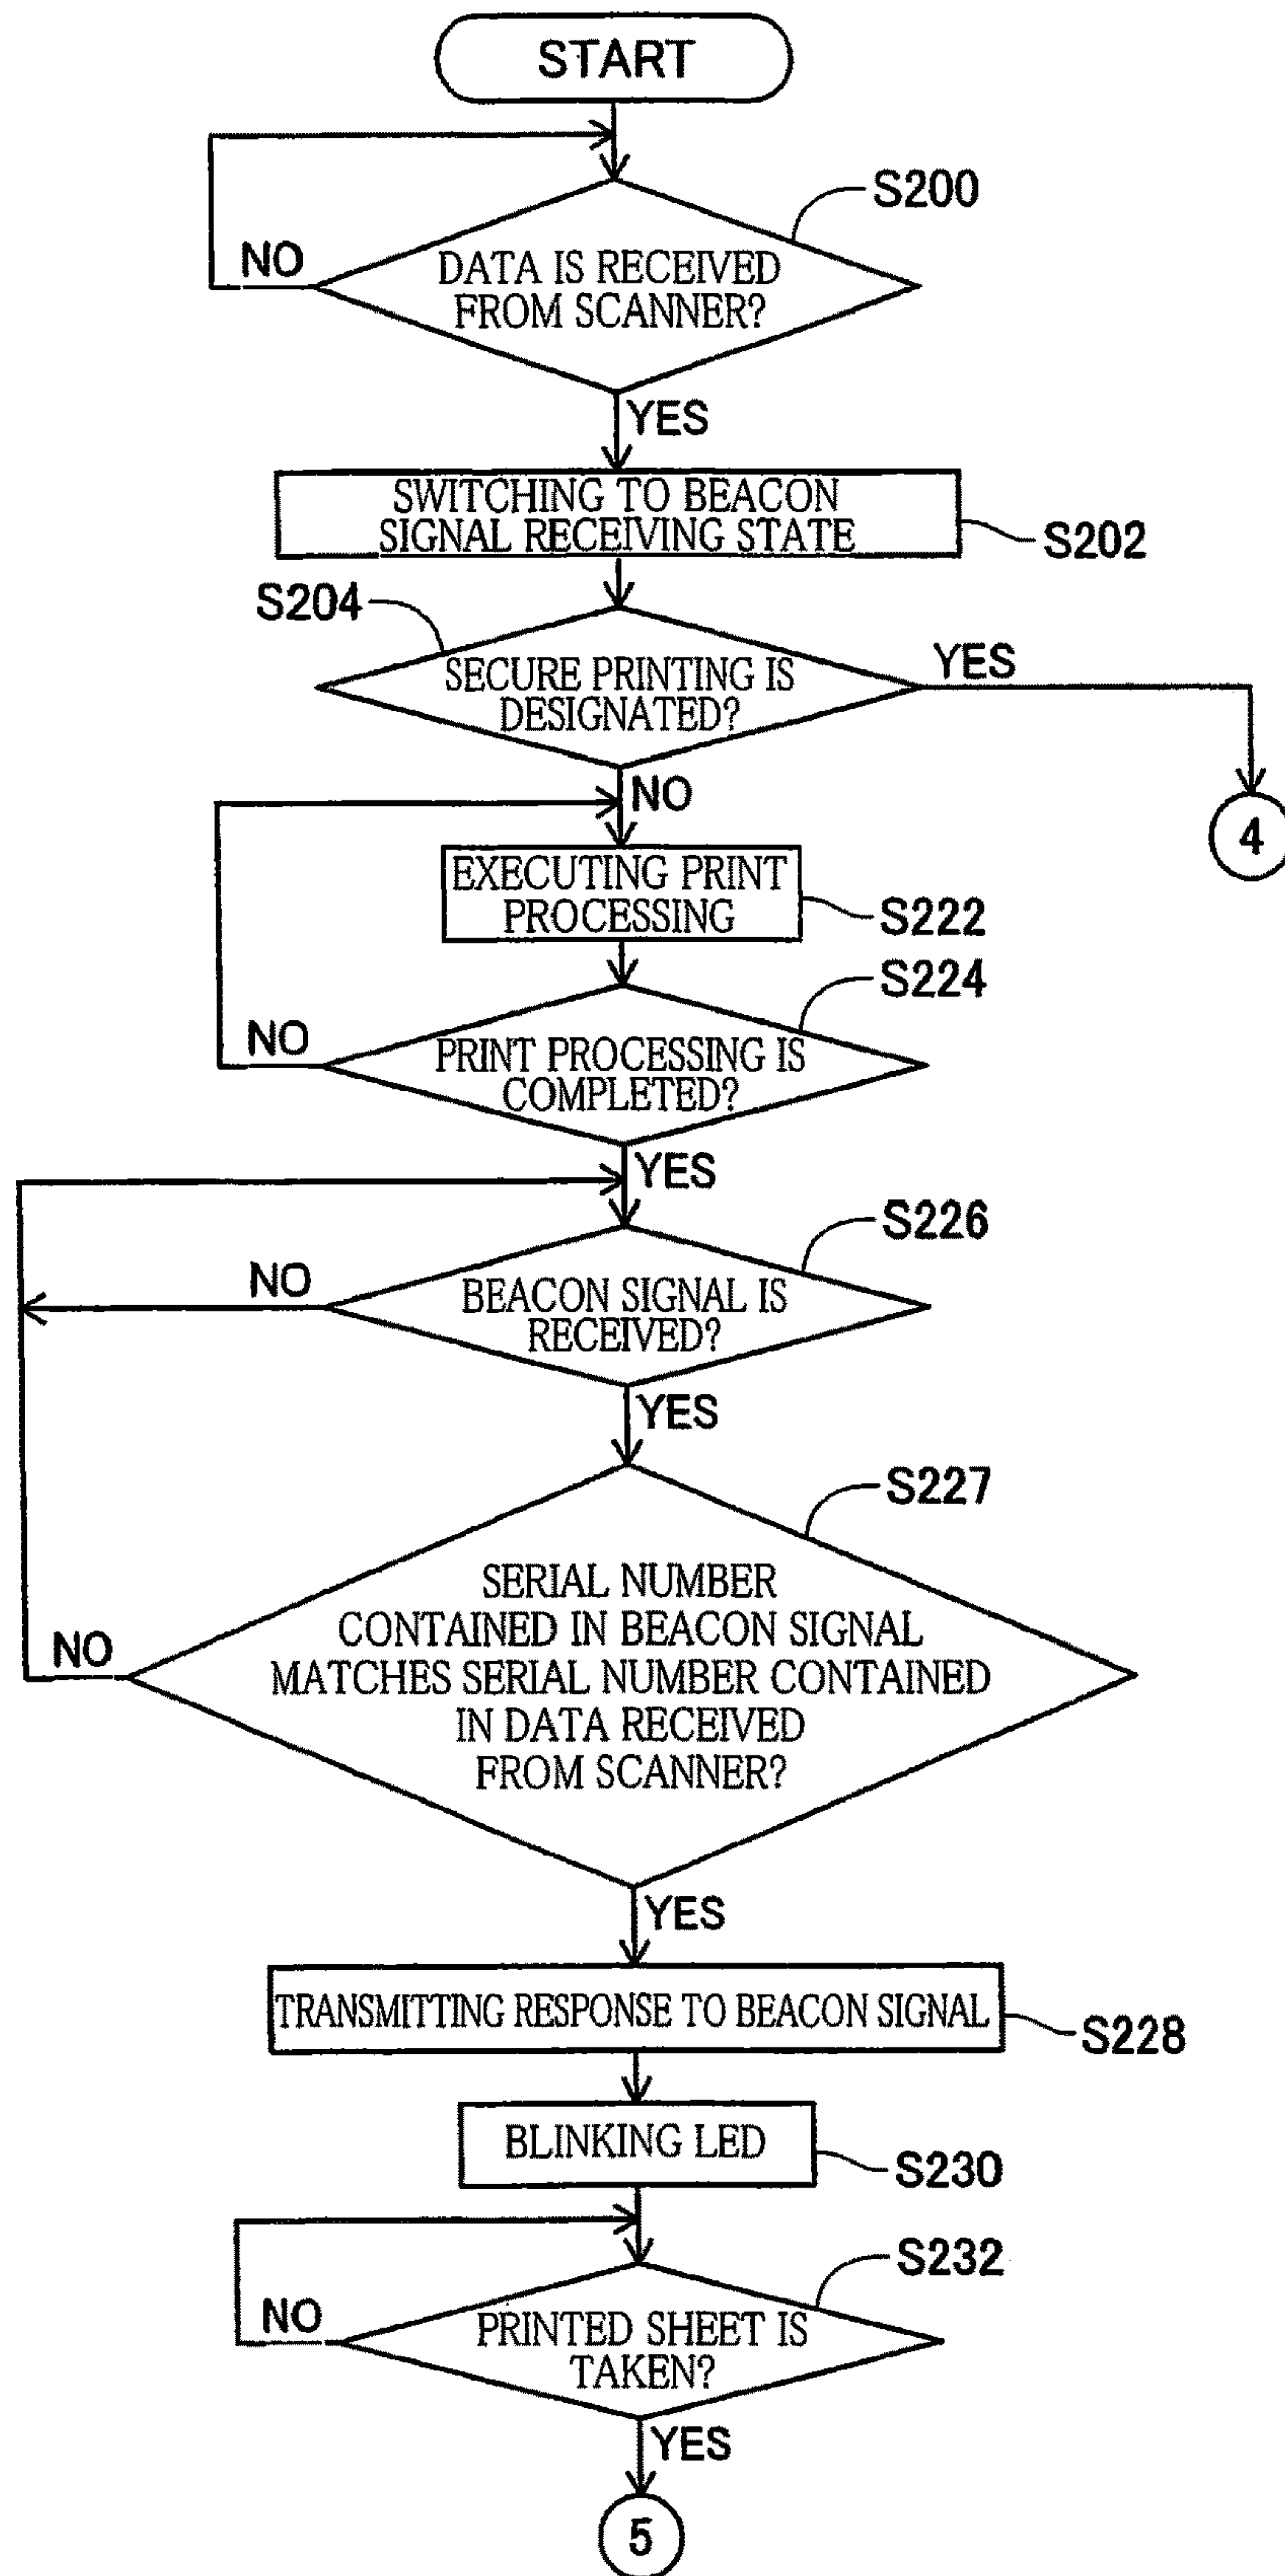 START
S200
NO
DATA IS RECEIVED
FROM SCANNER?
YES
SWITCHING TO BEACON
SIGNAL RECEIVING STATE
S202
S204
SECURE PRINTING IS
DESIGNATED?
YES
NO
4
EXECUTING PRINT
PROCESSING
S222
S224
NO
PRINT PROCESSING IS
COMPLETED?
YES
S226
NO
BEACON SIGNAL IS
RECEIVED?
YES
S227
SERIAL NUMBER
CONTAINED IN BEACON SIGNAL
NO
MATCHES SERIAL NUMBER CONTAINED
IN DATA RECEIVED
FROM SCANNER?
YES
TRANSMITTING RESPONSE TO BEACON SIGNAL
S228
BLINKING LED
S230
S232
NO
PRINTED SHEET IS
TAKEN?
YES
5